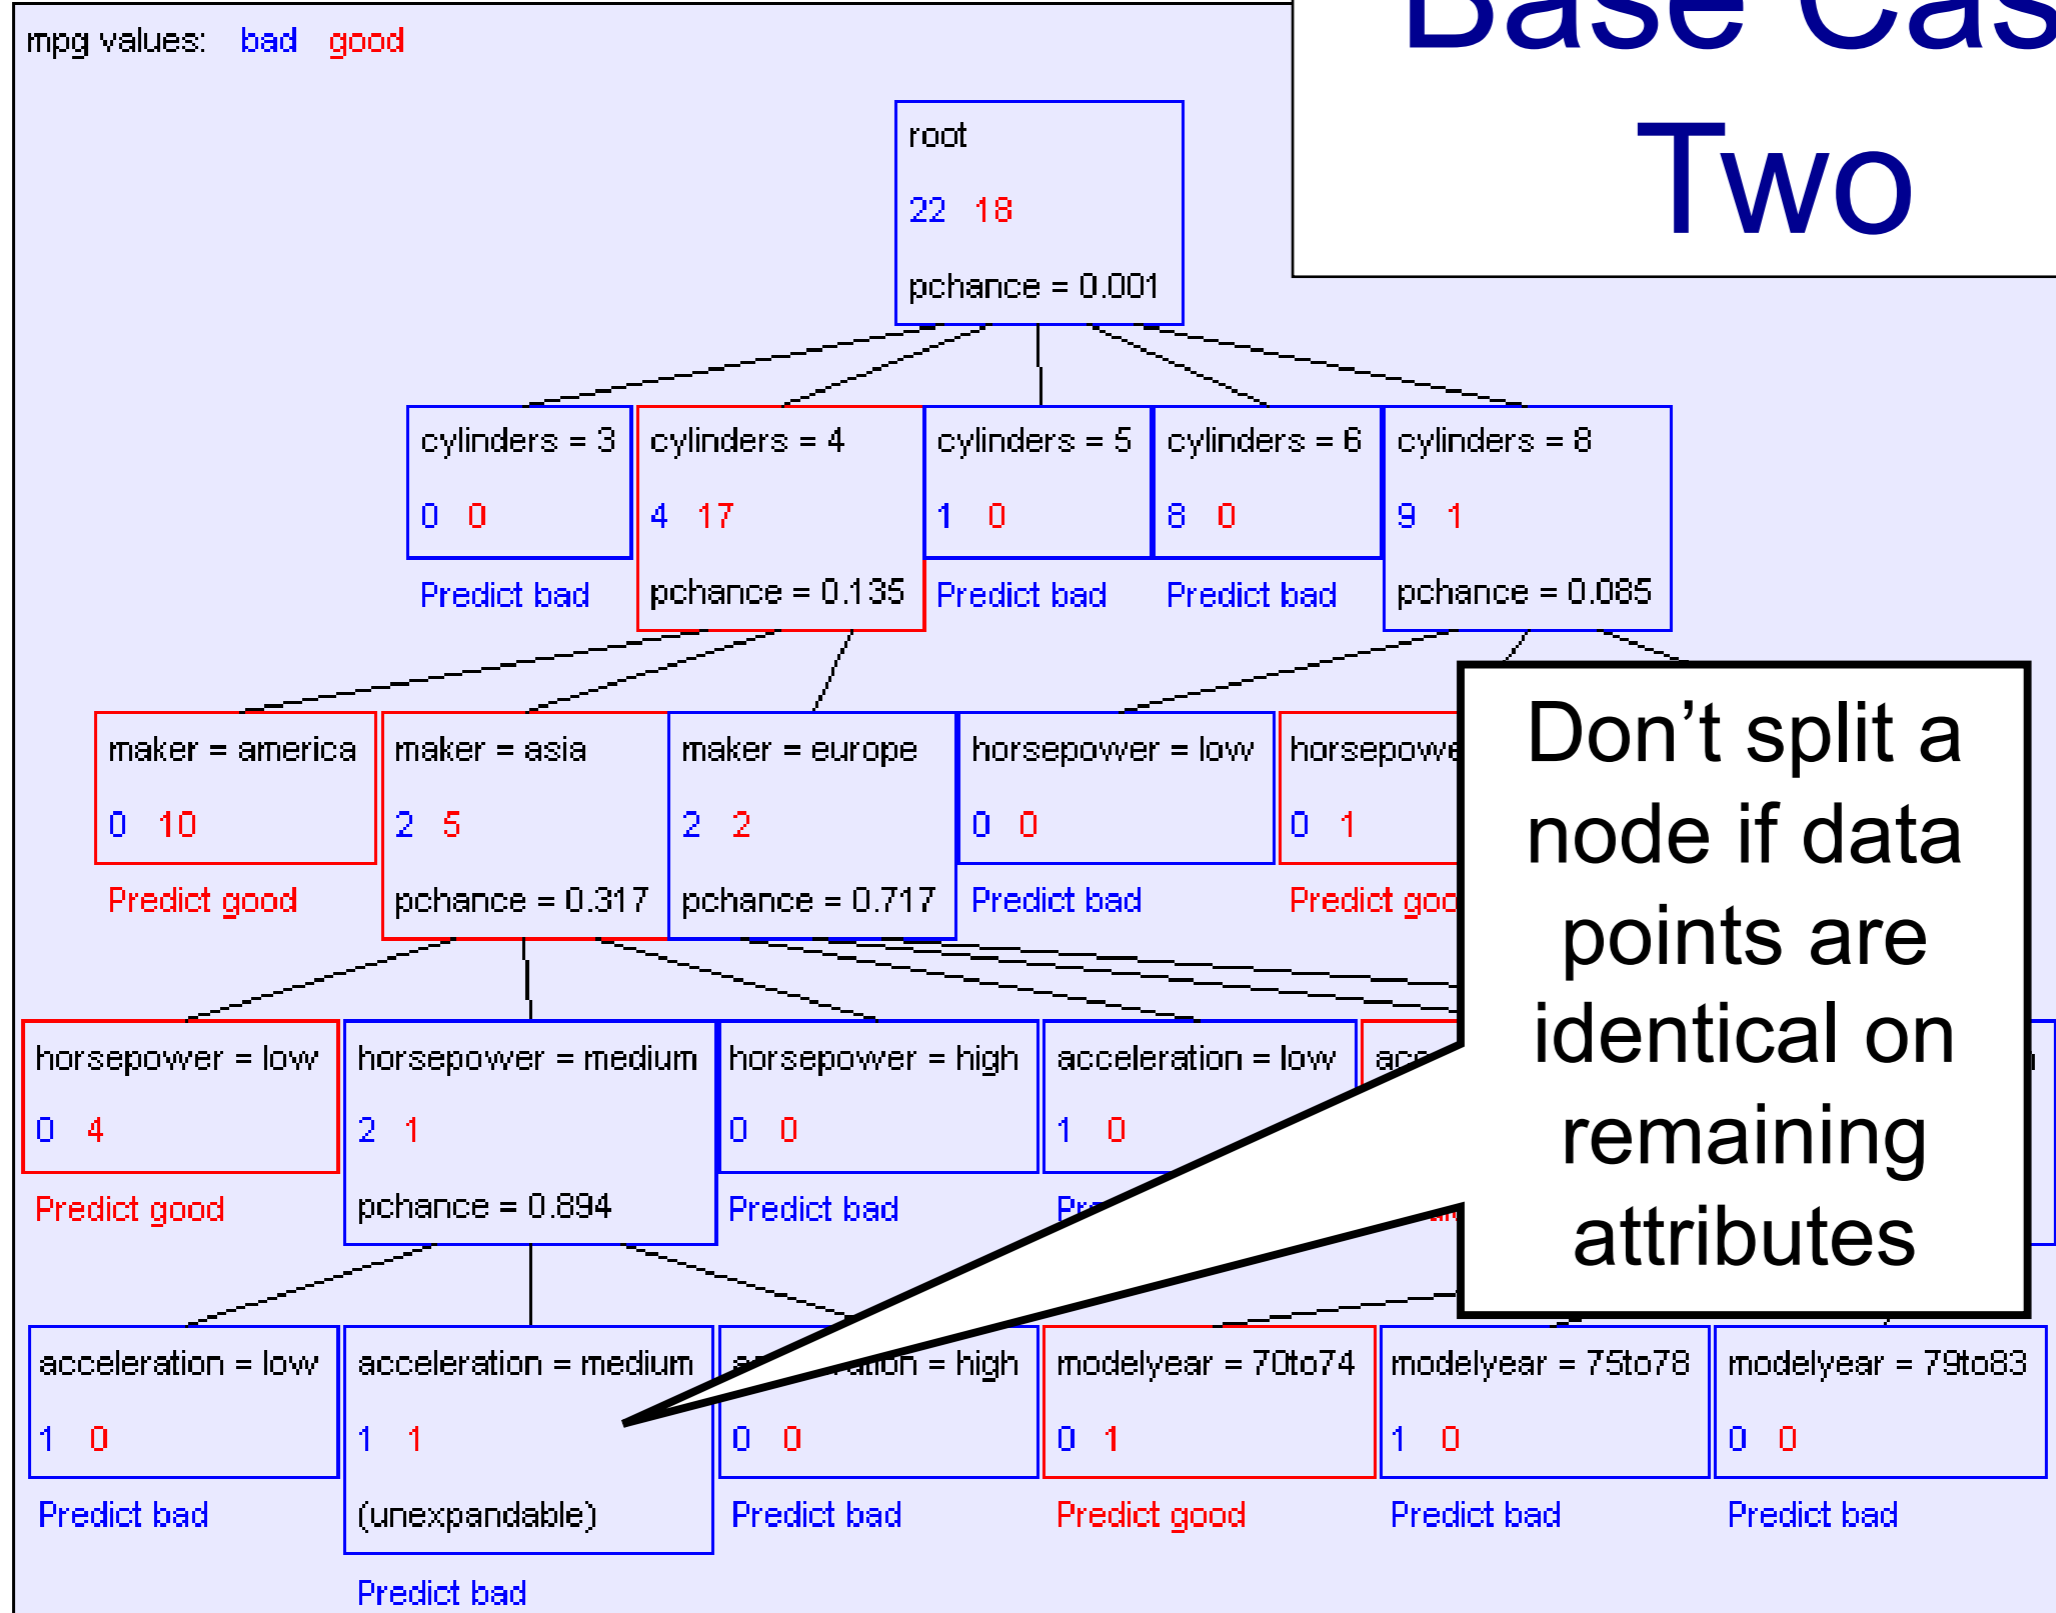 Base Cas
Two
mpg values: bad good
root
22 18
pchance = 0.001
cylinders = 3 cylinders = 4 cylinders = 5 cylinders = 6 cylinders = 8
0 0 4 17 1 0 8 0 9 1
Predict bad pchance = 0.135 Predict bad Predict bad pchance = 0.085
maker = america maker = asia maker = europe horsepower = low horsepowe
0 10 2 5 2 2 0 0 0 1
Predict good pchance = 0.317 pchance = 0.717 Predict bad Predict goo
Don’t split a
node if data
points are
identical on
remaining
attributes
horsepower = low horsepower = medium horsepower = high acceleration = low acc
0 4 2 1 0 0 1 0
Predict good pchance = 0.894 Predict bad Pre
acceleration = low acceleration = medium = high modelyear = 70to74 modelyear = 75to78 modelyear = 79to83
1 0 1 1 0 0 0 1 1 0 0 0
Predict bad (unexpandable) Predict bad Predict good Predict bad Predict bad
Predict bad